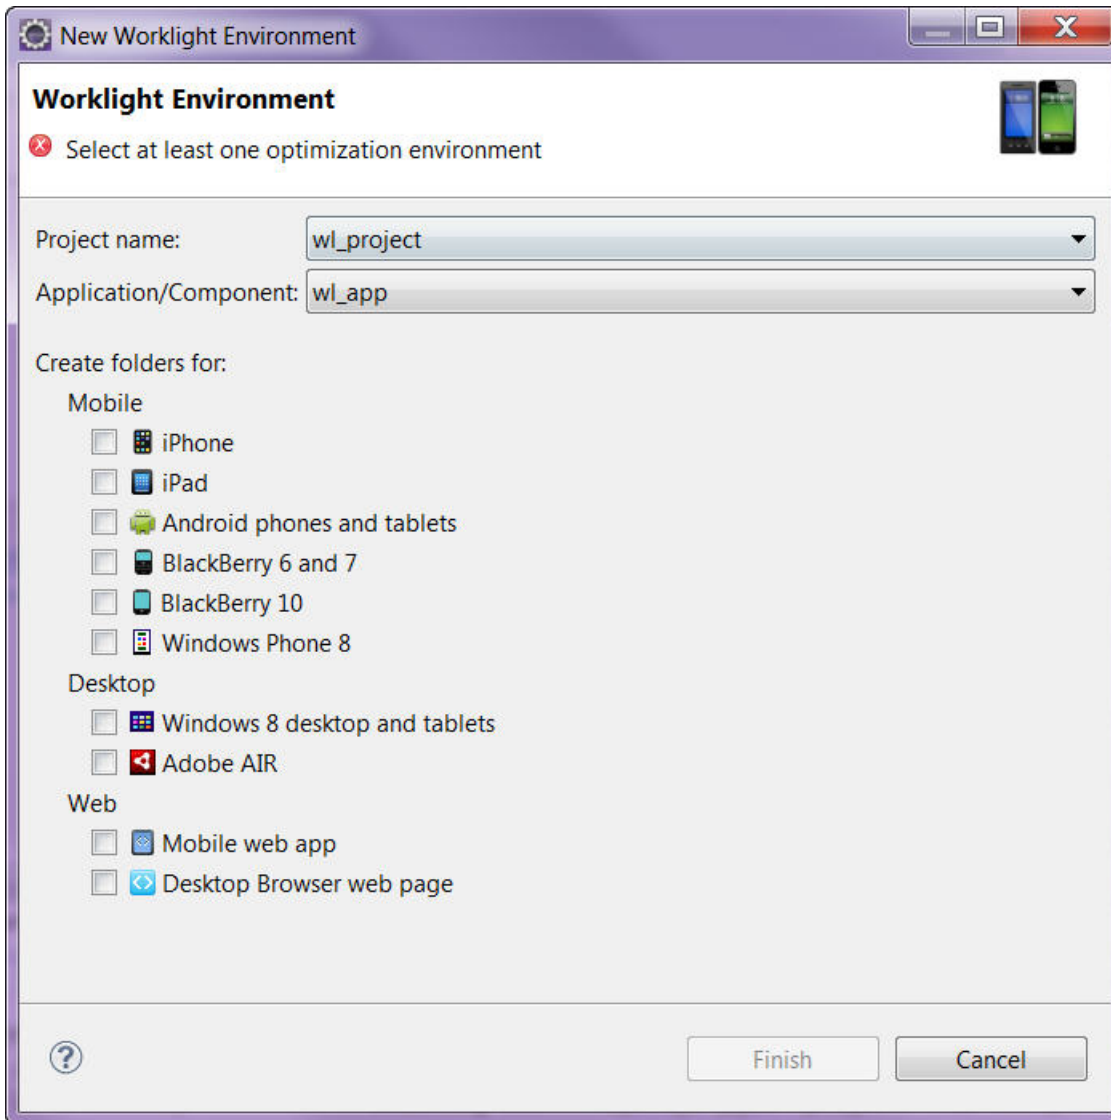 New Worklight Environment
Worklight Environment
Select at least one optimization environment
Project name: wl_project
Application/Component: wl_app
Create folders for:
Mobile
iPhone
iPad
Android phones and tablets
BlackBerry 6 and 7
BlackBerry 10
Windows Phone 8
Desktop
Windows 8 desktop and tablets
Adobe AIR
Web
Mobile web app
Desktop Browser web page
Finish Cancel